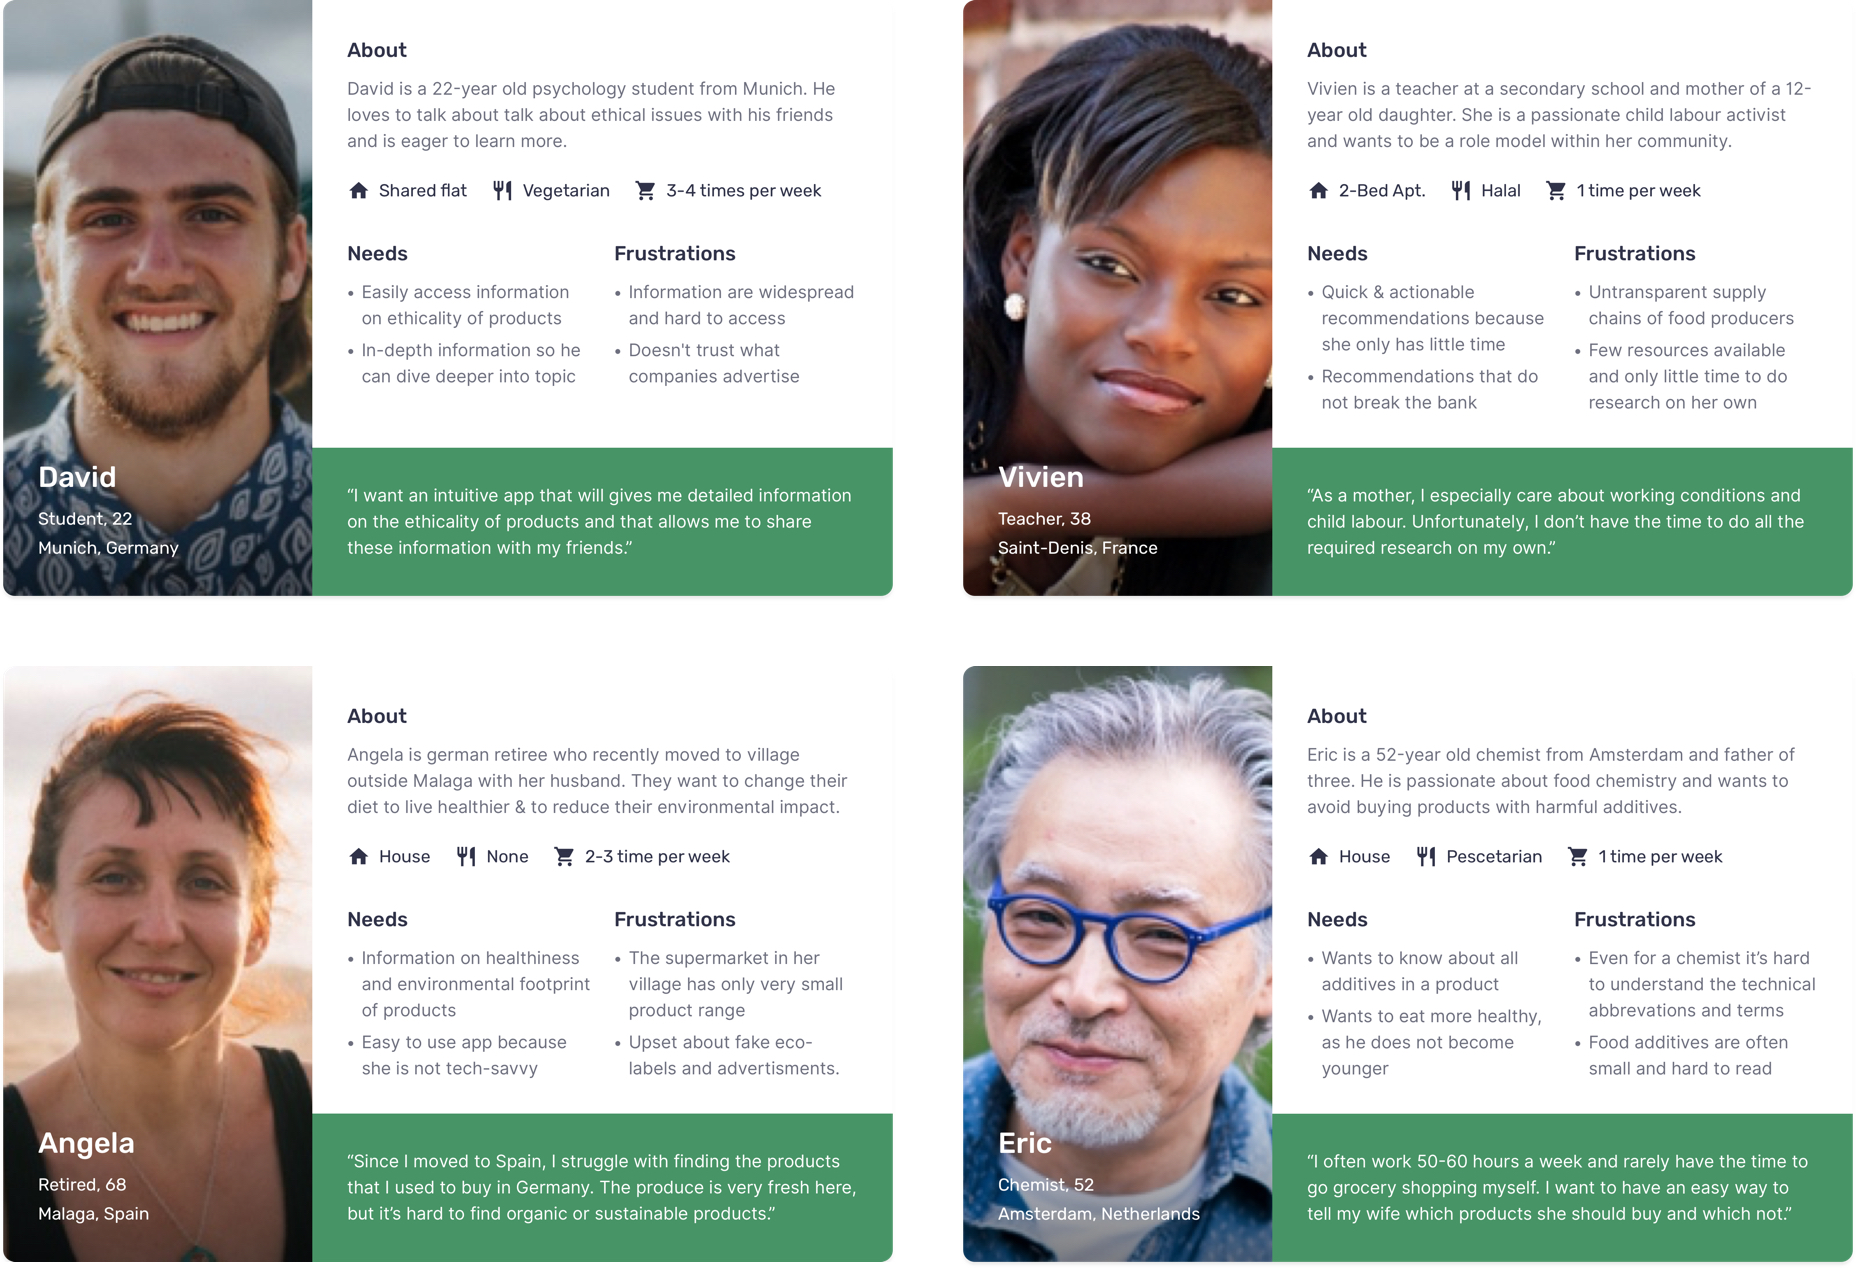 About
David is a 22-year old psychology student from Munich. He
loves to talk about talk about ethical issues with his friends
and is eager to learn more.
Shared flat Vegetarian 3-4 times per week
Needs
Easily access information
on ethicality of products
In-depth information so he
can dive deeper into topic
Frustrations
Information are widespread
and hard to access
Doesn't trust what
companies advertise
David
Student, 22
Munich, Germany
“I want an intuitive app that will gives me detailed information
on the ethicality of products and that allows me to share
these information with my friends.”
About
Vivien is a teacher at a secondary school and mother of a 12-
year old daughter. She is a passionate child labour activist
and wants to be a role model within her community.
2-Bed Apt. Halal 1 time per week
Needs
Quick & actionable
recommendations because
she only has little time
Recommendations that do
not break the bank
Frustrations
Untransparent supply
chains of food producers
Few resources available
and only little time to do
research on her own
Vivien
Teacher, 38
Saint-Denis, France
“As a mother, I especially care about working conditions and
child labour. Unfortunately, I don’t have the time to do all the
required research on my own.”
About
Angela is german retiree who recently moved to village
outside Malaga with her husband. They want to change their
diet to live healthier & to reduce their environmental impact.
House None 2-3 time per week
Needs
Information on healthiness
and environmental footprint
of products
Easy to use app because
she is not tech-savvy
Frustrations
The supermarket in her
village has only very small
product range
Upset about fake eco-
labels and advertisments.
Angela
Retired, 68
Malaga, Spain
“Since I moved to Spain, I struggle with finding the products
that I used to buy in Germany. The produce is very fresh here,
but it’s hard to find organic or sustainable products.”
About
Eric is a 52-year old chemist from Amsterdam and father of
three. He is passionate about food chemistry and wants to
avoid buying products with harmful additives.
House Pescetarian 1 time per week
Needs
Wants to know about all
additives in a product
Wants to eat more healthy,
as he does not become
younger
Frustrations
Even for a chemist it’s hard
to understand the technical
abbrevations and terms
Food additives are often
small and hard to read
Eric
Chemist, 52
Amsterdam, Netherlands
“I often work 50-60 hours a week and rarely have the time to
go grocery shopping myself. I want to have an easy way to
tell my wife which products she should buy and which not.”